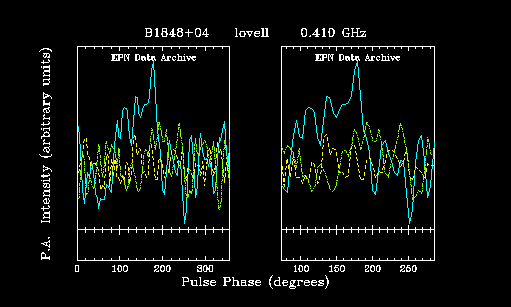 B1848+04 lovell 0.410 GHz
EPN Data Archive EPN Data Archive
P.A. Intensity (arbitrary units)
0 100 200 300 100 150 200 250
Pulse Phase (degrees)